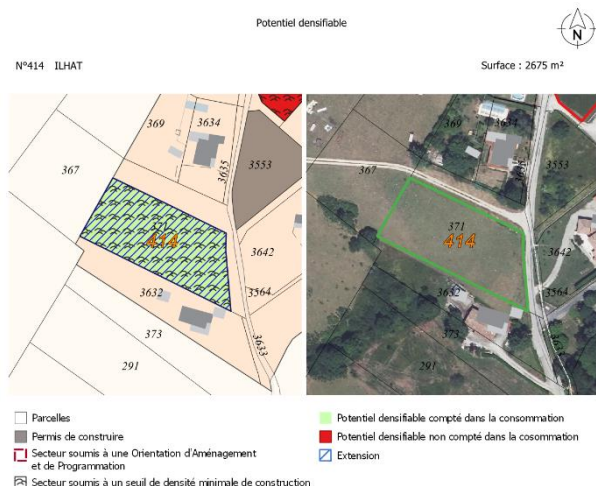 Potentiel densifiable
N
N°414 ILHAT
Surface : 2675 m²
369
3634
3635
3553
367
371
414
3642
3632
3564
373
3633
291
369
3634
3553
367
371
414
3642
3632
3564
373
3633
291
Parcelles
Permis de construire
Secteur soumis à une Orientation d'Aménagement
et de Programmation
Secteur soumis à un seuil de densité minimale de construction
Potentiel densifiable compté dans la consommation
Potentiel densifiable non compté dans la cosommation
Extension